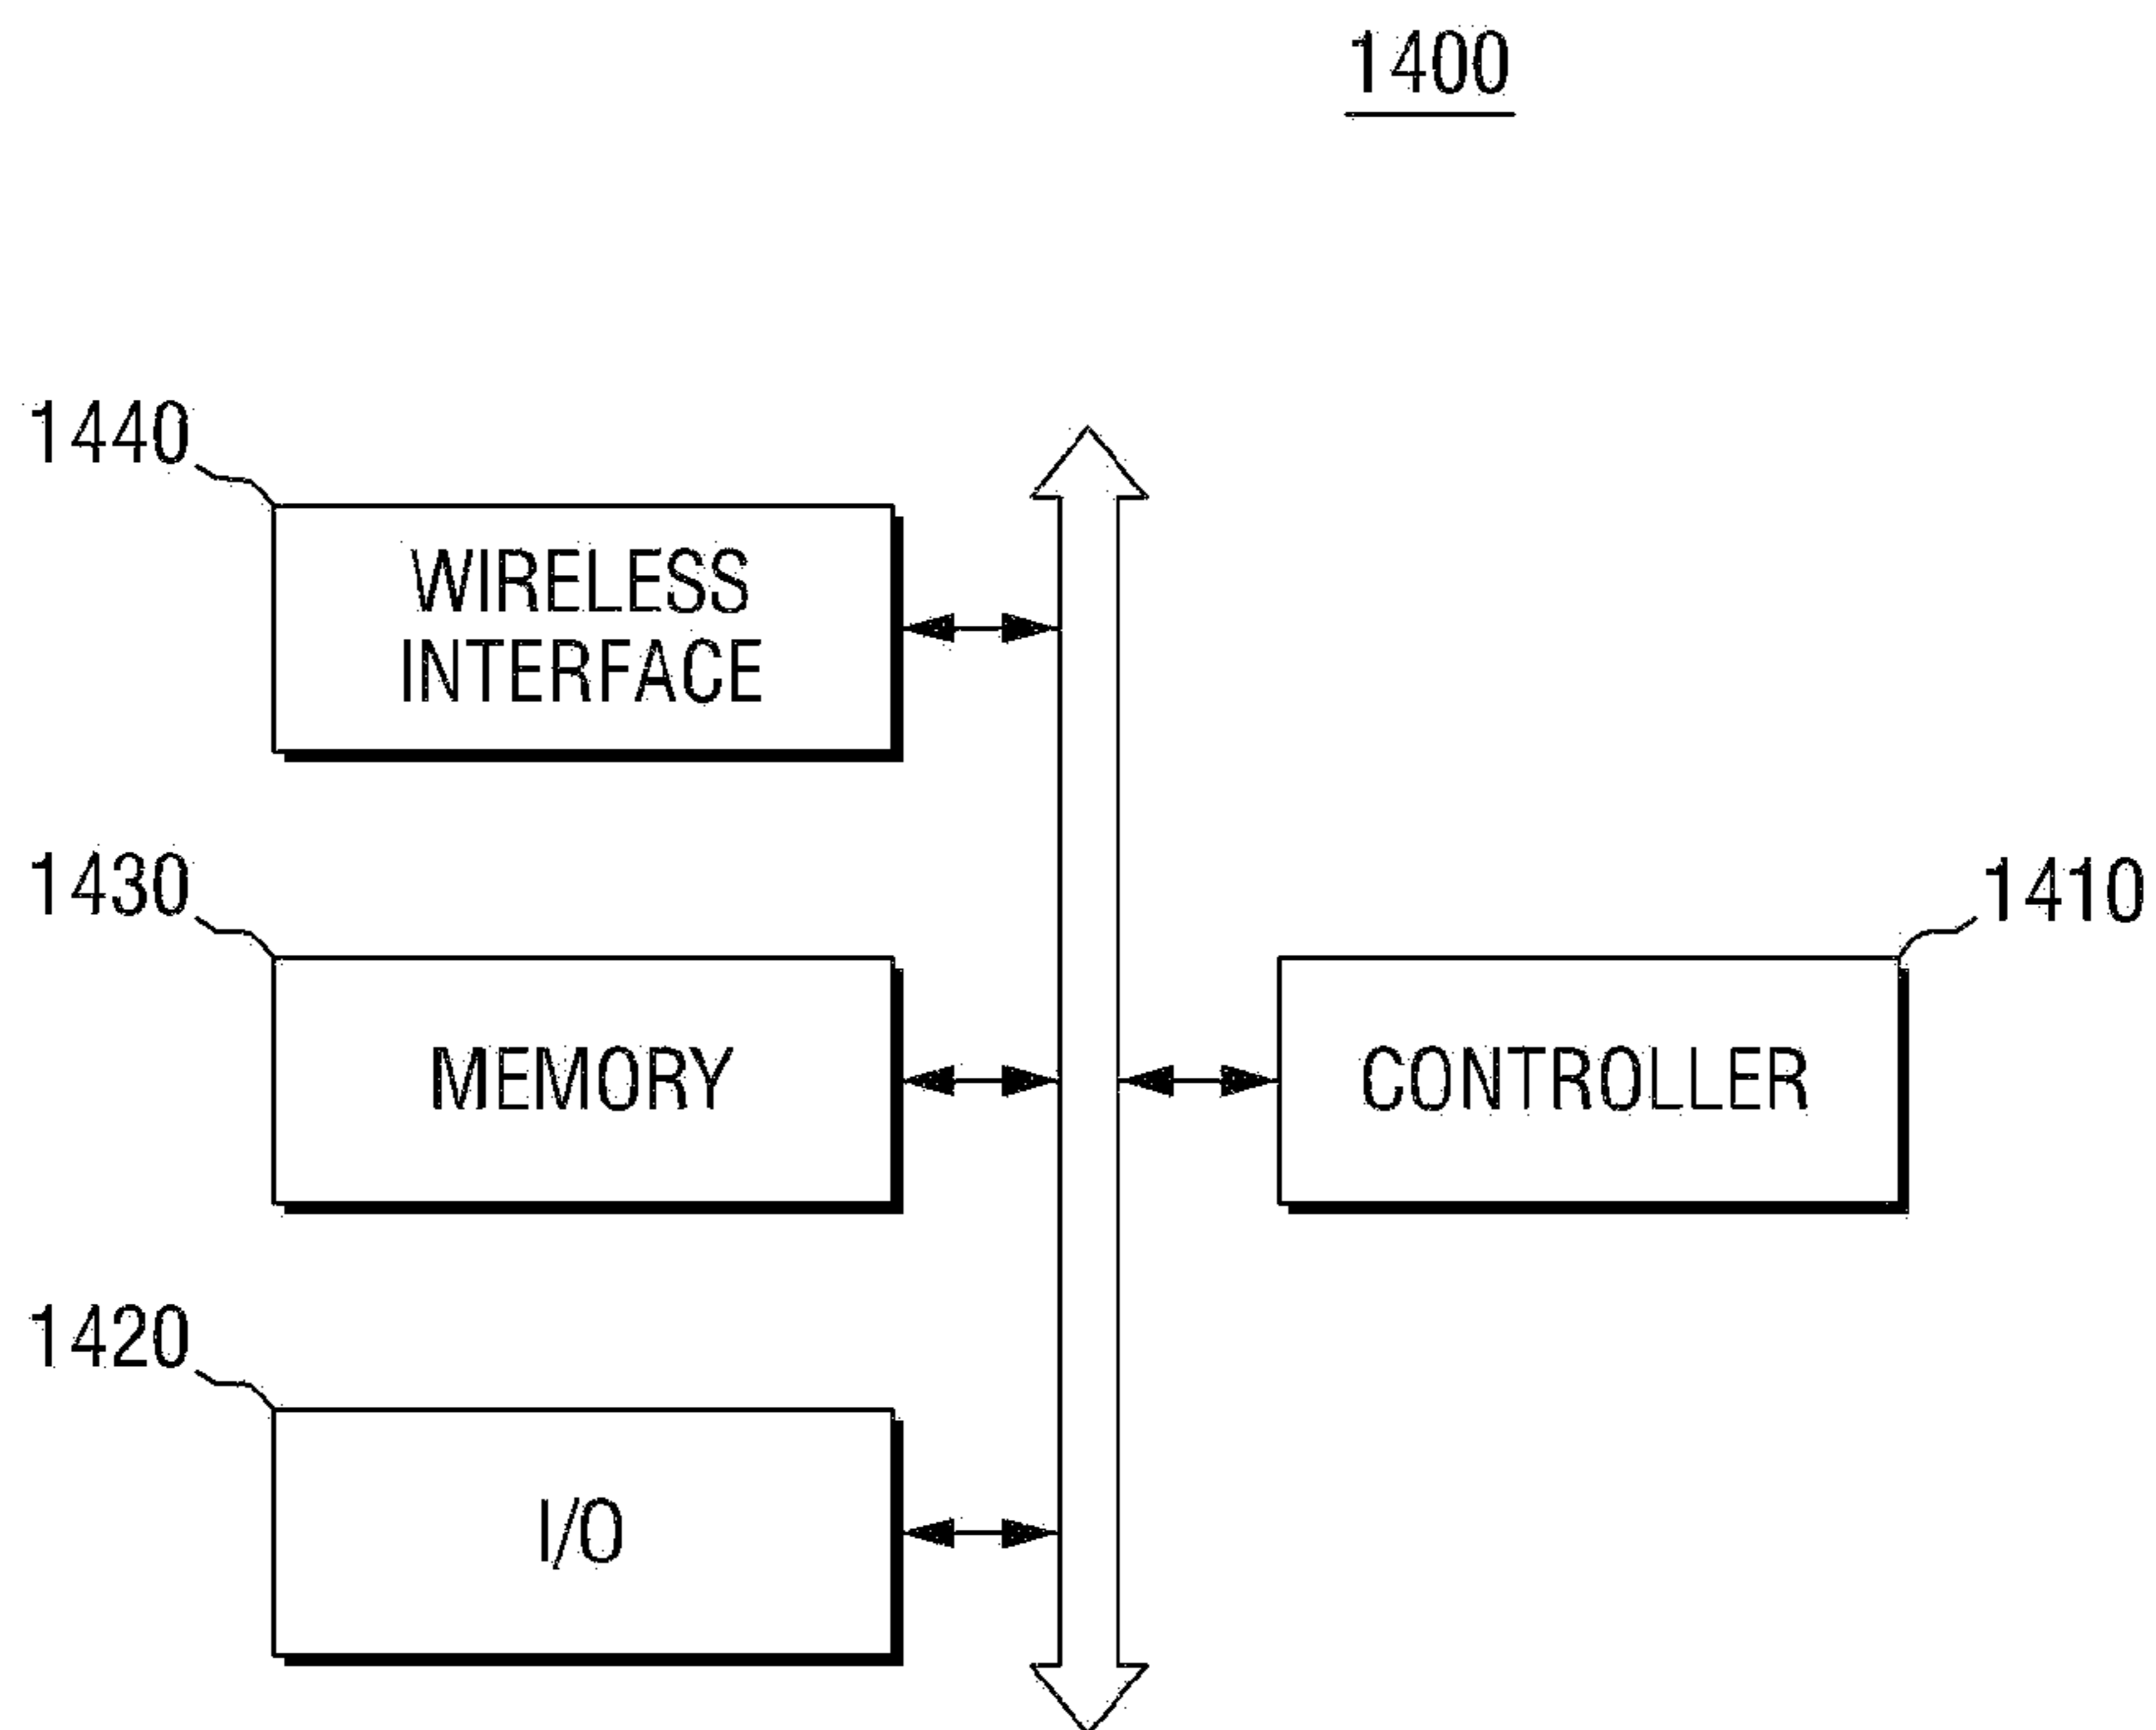 1400
1440
WIRELESS
INTERFACE
1430
MEMORY
1410
CONTROLLER
1420
I/O